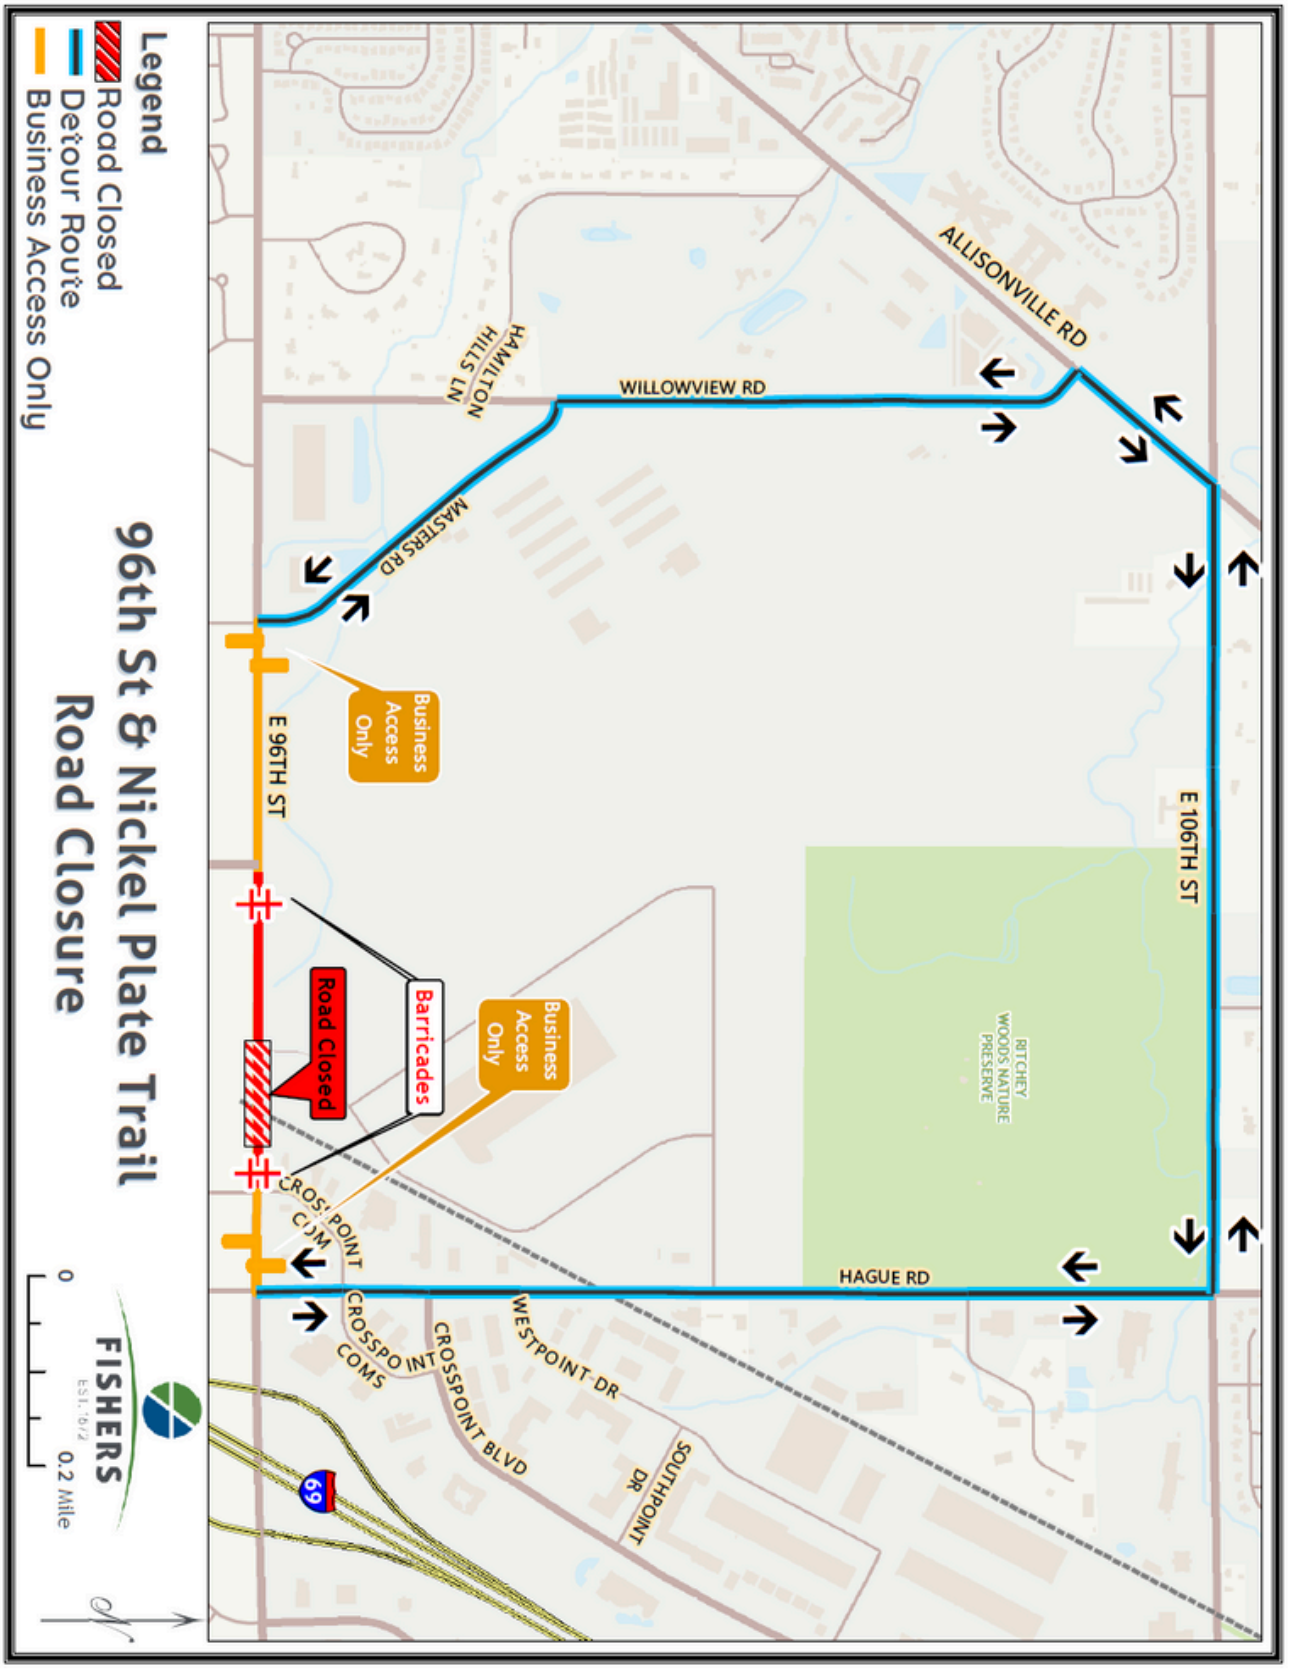 ALLISONVILLE RD
E 106TH ST
WILLOWVIEW RD
HAMILTON
HILLS LN
MASTERS RD
RITCHEY
WOODS NATURE
PRESERVE
HAGUE RD
Business
Access
Only
Business
Access
Only
E 96TH ST
Barricades
Road Closed
CROSSPOINT
COM
CROSSPOINT
COMS
CROSSPOINT BLVD
WESTPOINT DR
SOUTHPOINT
DR
69
Legend
Road Closed
Detour Route
Business Access Only
96th St & Nickel Plate Trail
Road Closure
FISHERS
EST. 1872
0 0.2 Mile
N